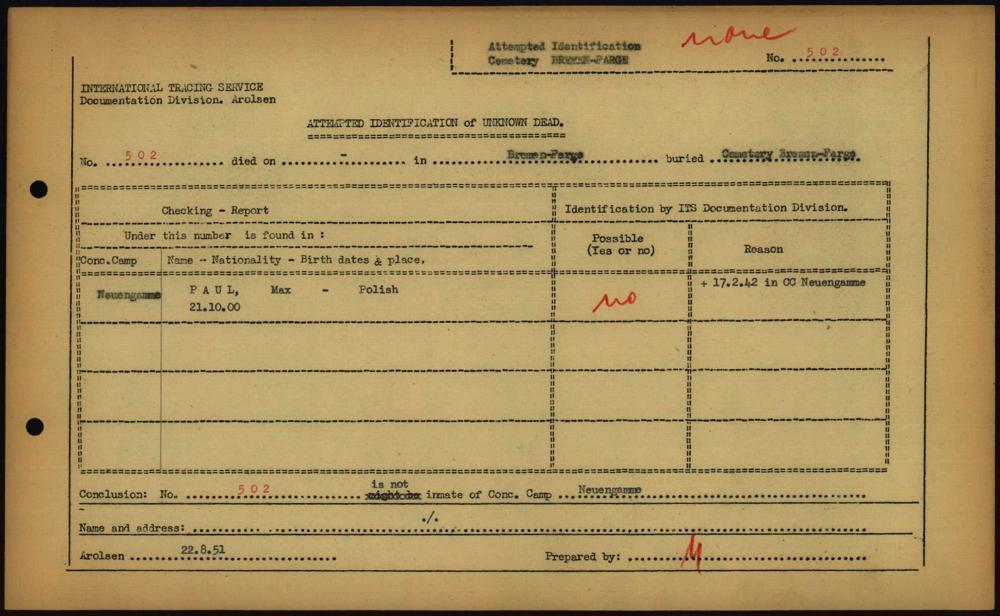 none
Attempted Identification
Cemetery BREMEN-FARGE
No. 502
INTERNATIONAL TRACING SERVICE
Documentation Division. Arolsen
ATTEMPTED IDENTIFICATION of UNKNOWN DEAD.
No. 502 died on - in Bremen-Farge buried Cemetery Bremen-Farge.
Checking - Report
Identification by ITS Documentation Division.
Under this number is found in :
Possible
(Yes or no)
Reason
Conc.Camp
Name - Nationality - Birth dates & place.
Neuengamme
PAUL, Max - Polish
21.10.00
no
+ 17.2.42 in CC Neuengamme
Conclusion: No. 502 is not inmate of Conc. Camp Neuengamme
Name and address: ./.
Arolsen 22.8.51
Prepared by: